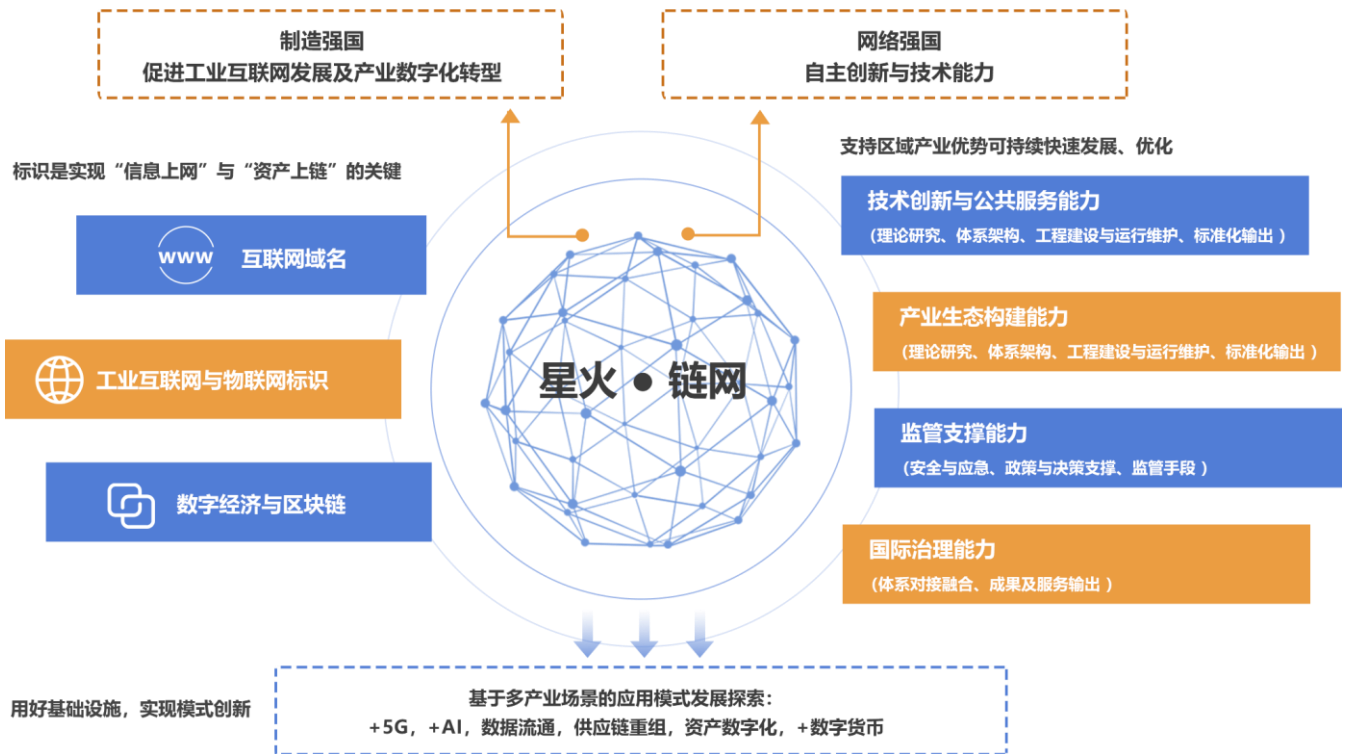 制造强国
促进工业互联网发展及产业数字化转型
网络强国
自主创新与技术能力
标识是实现“信息上网”与“资产上链”的关键
www 互联网域名
工业互联网与物联网标识
数字经济与区块链
星火 • 链网
支持区域产业优势可持续快速发展、优化
技术创新与公共服务能力
(理论研究、体系架构、工程建设与运行维护、标准化输出)
产业生态构建能力
(理论研究、体系架构、工程建设与运行维护、标准化输出)
监管支撑能力
(安全与应急、政策与决策支撑、监管手段)
国际治理能力
(体系对接融合、成果及服务输出)
用好基础设施，实现模式创新
基于多产业场景的应用模式发展探索：
+5G，+AI，数据流通，供应链重组，资产数字化，+数字货币